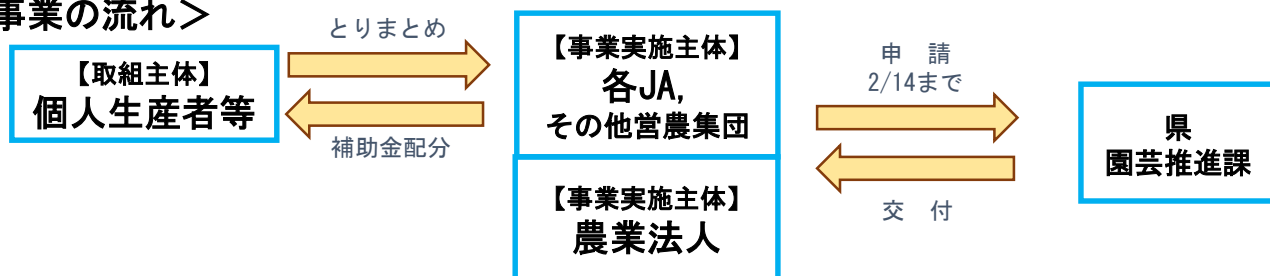 事業の流れ＞
【取組主体】
個人生産者等
とりまとめ
補助金配分
【事業実施主体】
各JA,
その他営農集団
【事業実施主体】
農業法人
申　請
2/14まで
交　付
県
園芸推進課